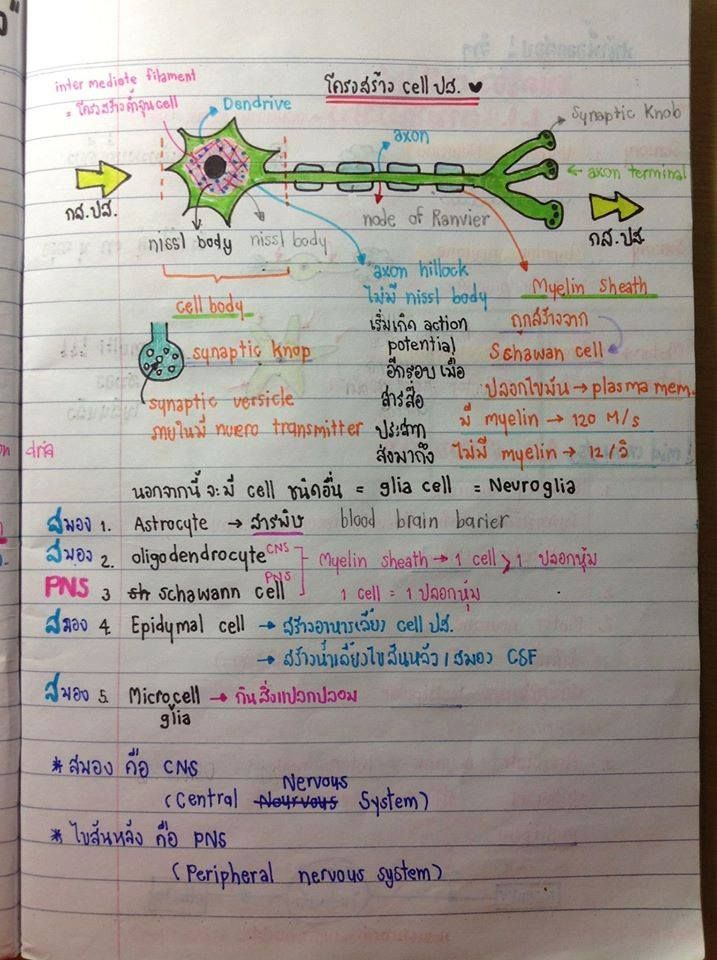 โครงสร้าง cell ปส.
inter mediate filament
= โครงสร้างค้ำจุน cell
Dendrive
axon
Synaptic Knob
axon terminal
กส.ปส.
กส.ปส.
nissl body
nissl body
node of Ranvier
cell body
axon hillock
ไม่มี nissl body
เริ่มเกิด action
potential
อีกรอบ เมื่อ
สารสื่อ
ประสาท
ส่งมาถึง
Myelin Sheath
ถูกสร้างจาก
Schawan cell
ปลอกไขมัน → plasma mem.
มี myelin → 120 M/s
ไม่มี myelin → 12/วิ
synaptic knop
synaptic versicle
ภายในมี nuero transmitter
นอกจากนี้ จะมี cell ชนิดอื่น = glia cell = Neuroglia
สมอง 1. Astrocyte → สารพิษ blood brain barier
สมอง 2. oligodendrocyte CNS
Myelin sheath → 1 cell > 1 ปลอกหุ้ม
PNS 3 schawann cell PNS
1 cell = 1 ปลอกหุ้ม
สมอง 4. Epidymal cell → สร้างอาหารเลี้ยง cell ปส.
→ สร้างน้ำเลี้ยงไขสันหลัง / สมอง CSF
สมอง 5. Microcell → กันสิ่งแปลกปลอม
glia
* สมอง คือ CNS
(Central Nervous System)
* ไขสันหลัง คือ PNS
(Peripheral nervous system)
dria